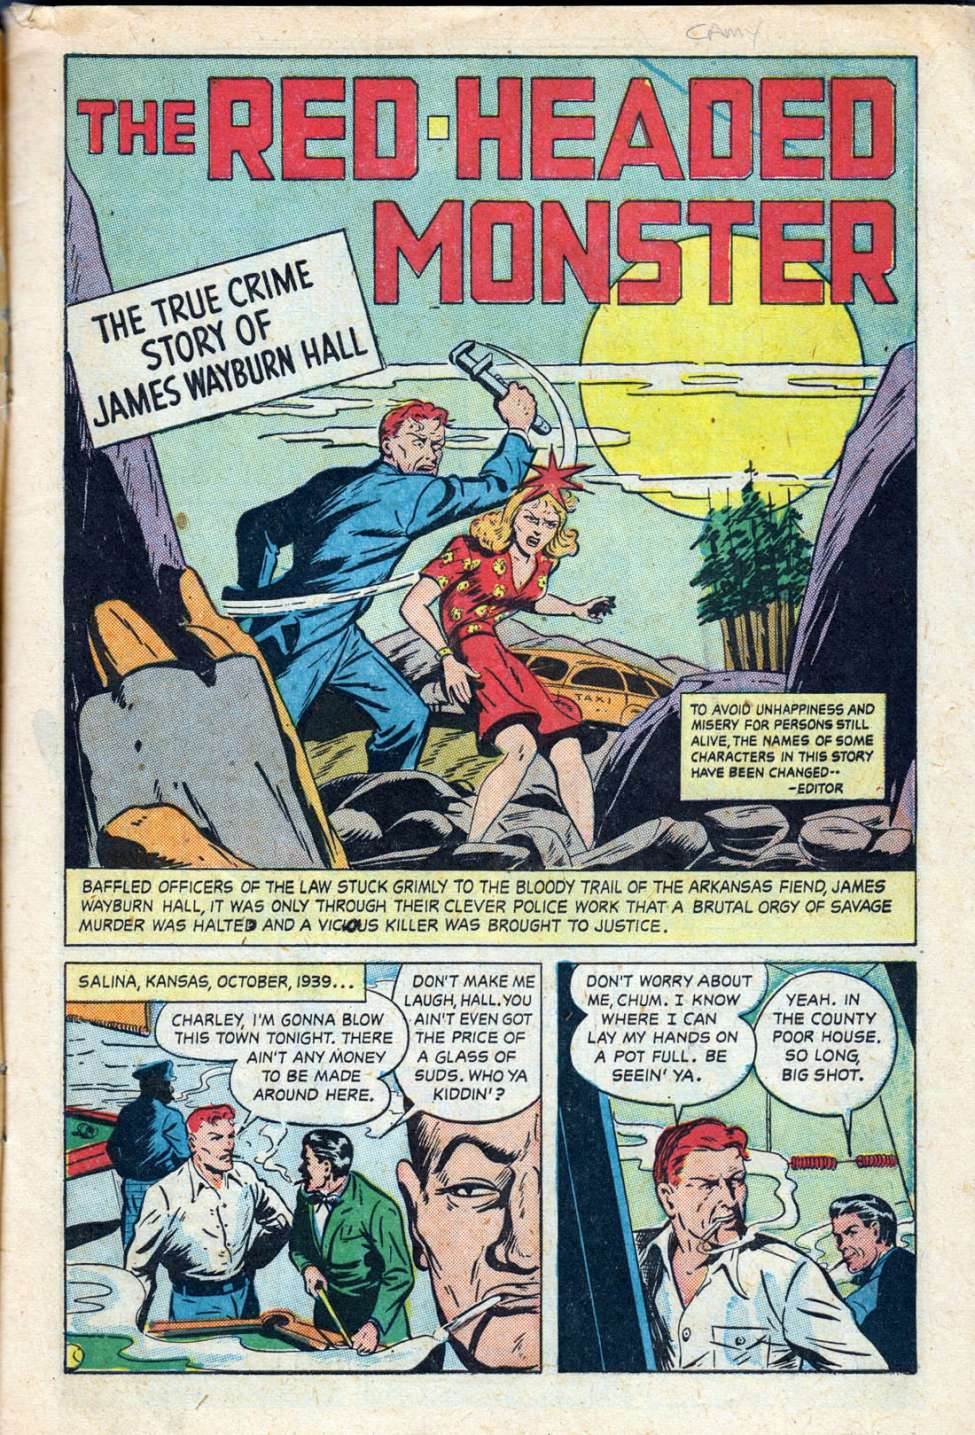 CAMY
THE RED-HEADED
MONSTER
THE TRUE CRIME
STORY OF
JAMES WAYBURN HALL
TAXI
TO AVOID UNHAPPINESS AND
MISERY FOR PERSONS STILL
ALIVE, THE NAMES OF SOME
CHARACTERS IN THIS STORY
HAVE BEEN CHANGED--
-EDITOR
BAFFLED OFFICERS OF THE LAW STUCK GRIMLY TO THE BLOODY TRAIL OF THE ARKANSAS FIEND, JAMES
WAYBURN HALL, IT WAS ONLY THROUGH THEIR CLEVER POLICE WORK THAT A BRUTAL ORGY OF SAVAGE
MURDER WAS HALTED AND A VICIOUS KILLER WAS BROUGHT TO JUSTICE.
SALINA, KANSAS, OCTOBER, 1939...
CHARLEY, I'M GONNA BLOW
THIS TOWN TONIGHT. THERE
AIN'T ANY MONEY
TO BE MADE
AROUND HERE.
DON'T MAKE ME
LAUGH, HALL. YOU
AIN'T EVEN GOT
THE PRICE OF
A GLASS OF
SUDS. WHO YA
KIDDIN'?
DON'T WORRY ABOUT
ME, CHUM. I KNOW
WHERE I CAN
LAY MY HANDS ON
A POT FULL. BE
SEEIN' YA.
YEAH. IN
THE COUNTY
POOR HOUSE.
SO LONG,
BIG SHOT.